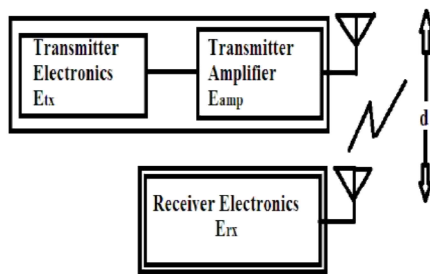 Transmitter
Electronics
Etx
Transmitter
Amplifier
Eamp
d
Receiver Electronics
Erx